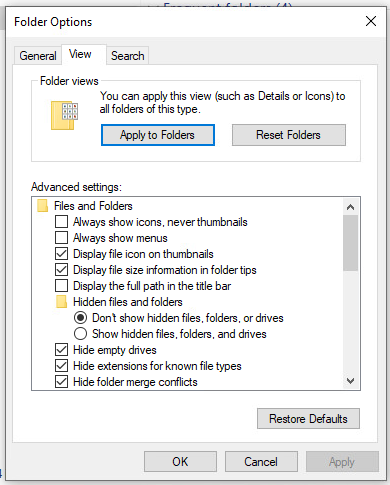 Frequent folders (4)
Folder Options
General
View
Search
Folder views
You can apply this view (such as Details or Icons) to
all folders of this type.
Apply to Folders
Reset Folders
Advanced settings:
Files and Folders
Always show icons, never thumbnails
Always show menus
Display file icon on thumbnails
Display file size information in folder tips
Display the full path in the title bar
Hidden files and folders
Don't show hidden files, folders, or drives
Show hidden files, folders, and drives
Hide empty drives
Hide extensions for known file types
Hide folder merge conflicts
Restore Defaults
OK
Cancel
Apply